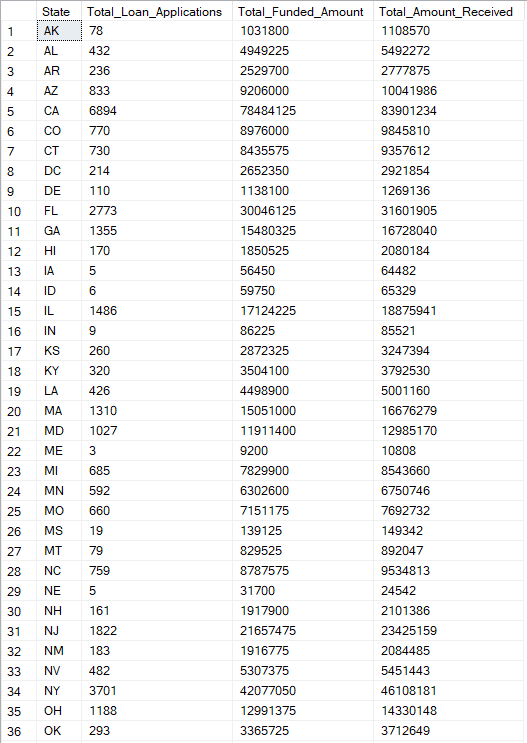 State Total_Loan_Applications Total_Funded_Amount Total_Amount_Received
1 AK 78 1031800 1108570
2 AL 432 4949225 5492272
3 AR 236 2529700 2777875
4 AZ 833 9206000 10041986
5 CA 6894 78484125 83901234
6 CO 770 8976000 9845810
7 CT 730 8435575 9357612
8 DC 214 2652350 2921854
9 DE 110 1138100 1269136
10 FL 2773 30046125 31601905
11 GA 1355 15480325 16728040
12 HI 170 1850525 2080184
13 IA 5 56450 64482
14 ID 6 59750 65329
15 IL 1486 17124225 18875941
16 IN 9 86225 85521
17 KS 260 2872325 3247394
18 KY 320 3504100 3792530
19 LA 426 4498900 5001160
20 MA 1310 15051000 16676279
21 MD 1027 11911400 12985170
22 ME 3 9200 10808
23 MI 685 7829900 8543660
24 MN 592 6302600 6750746
25 MO 660 7151175 7692732
26 MS 19 139125 149342
27 MT 79 829525 892047
28 NC 759 8787575 9534813
29 NE 5 31700 24542
30 NH 161 1917900 2101386
31 NJ 1822 21657475 23425159
32 NM 183 1916775 2084485
33 NV 482 5307375 5451443
34 NY 3701 42077050 46108181
35 OH 1188 12991375 14330148
36 OK 293 3365725 3712649